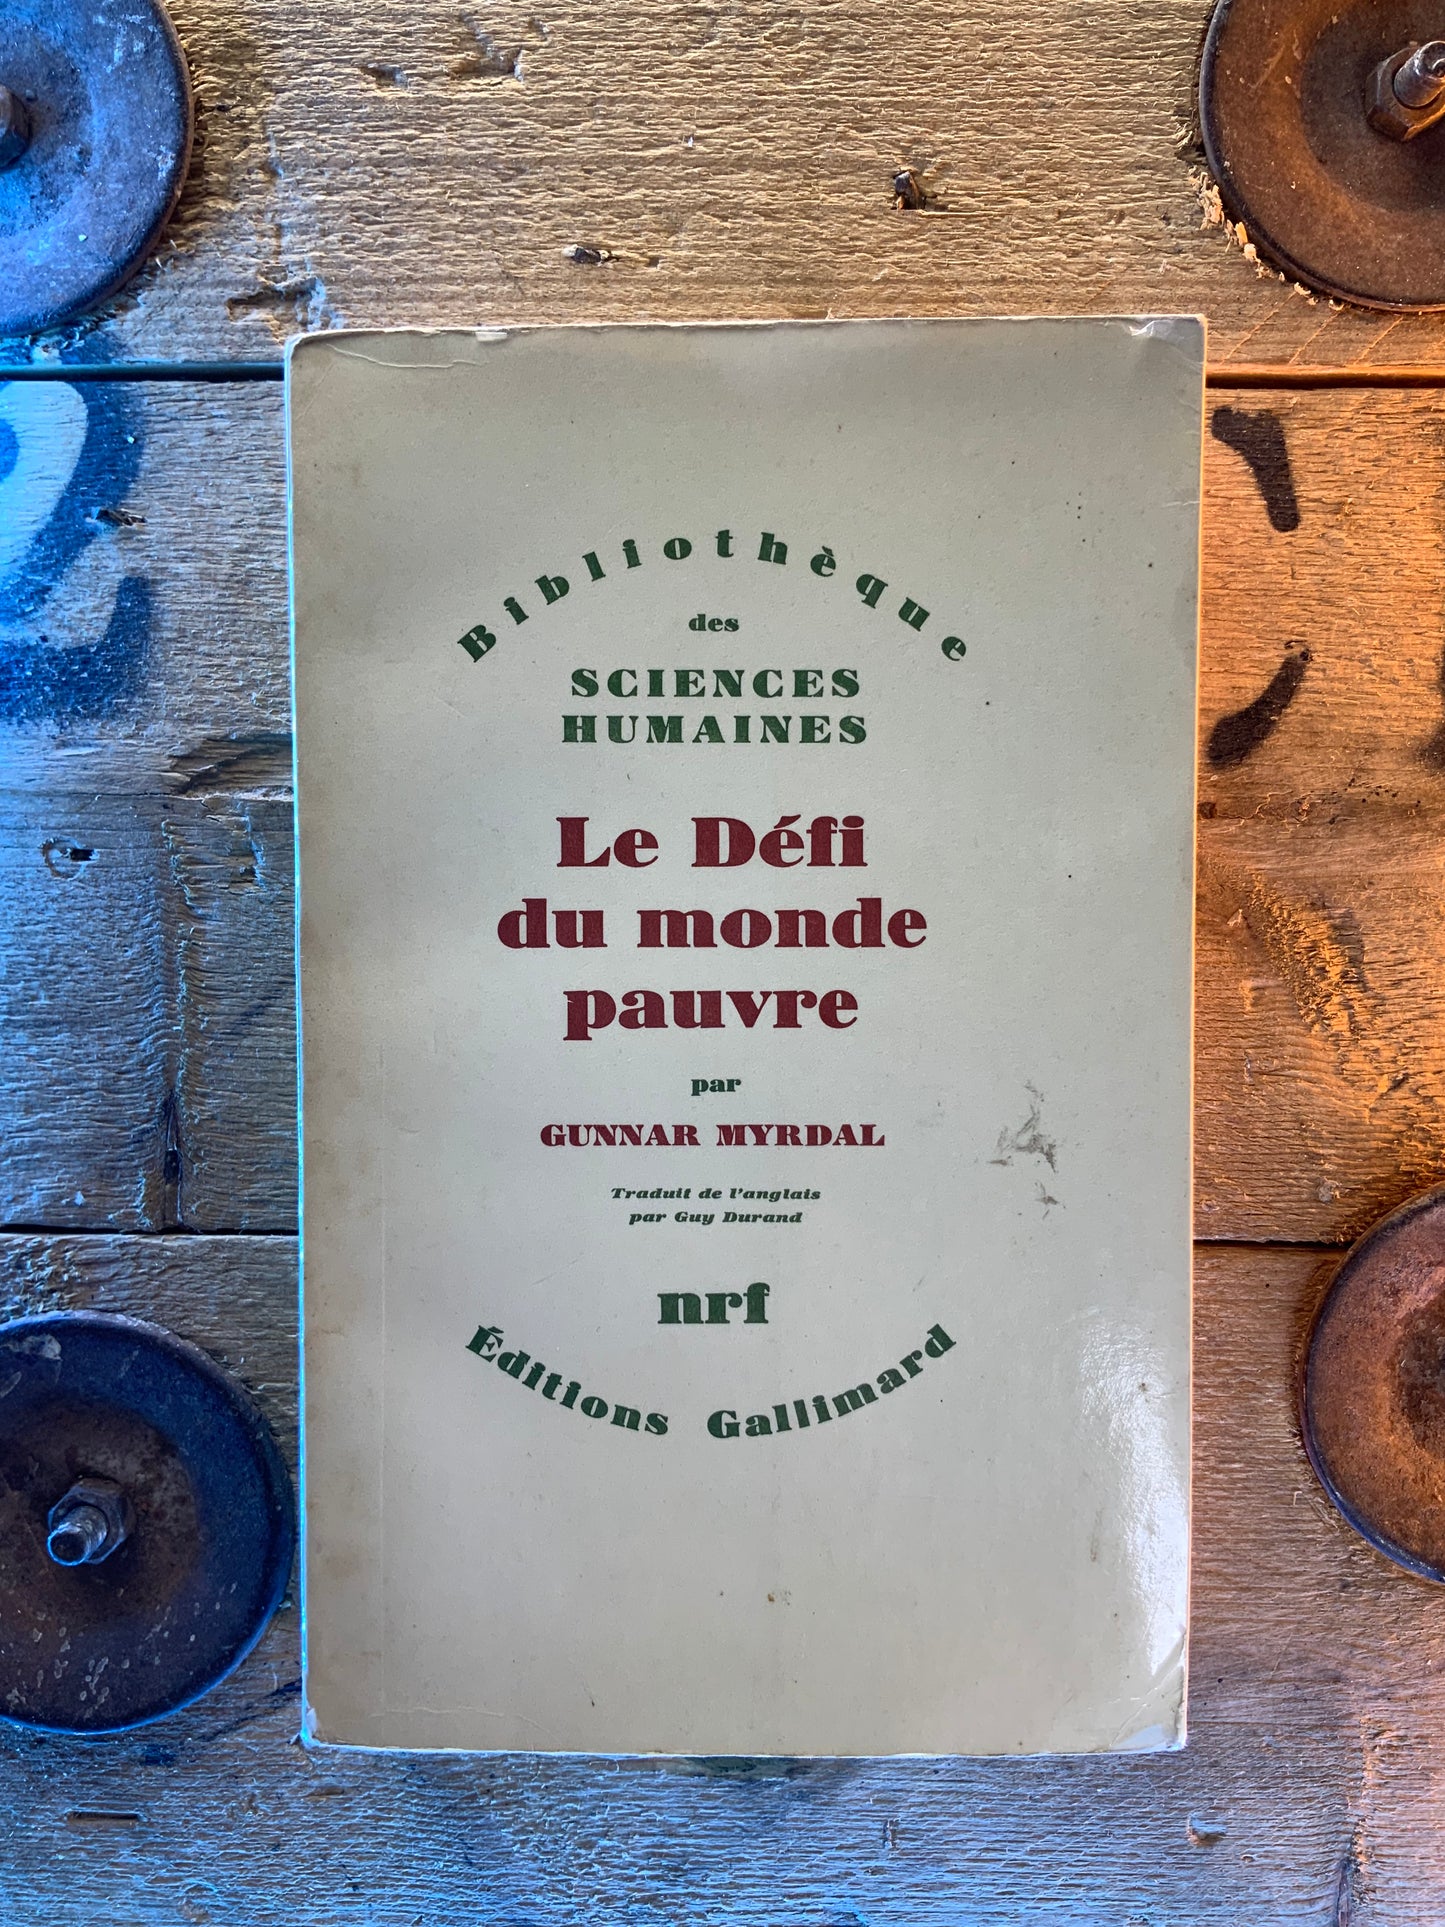 Bibliothèque
des
SCIENCES
HUMAINES
Le Défi
du monde
pauvre
par
GUNNAR MYRDAL
Traduit de l'anglais
par Guy Durand
nrf
Éditions Gallimard